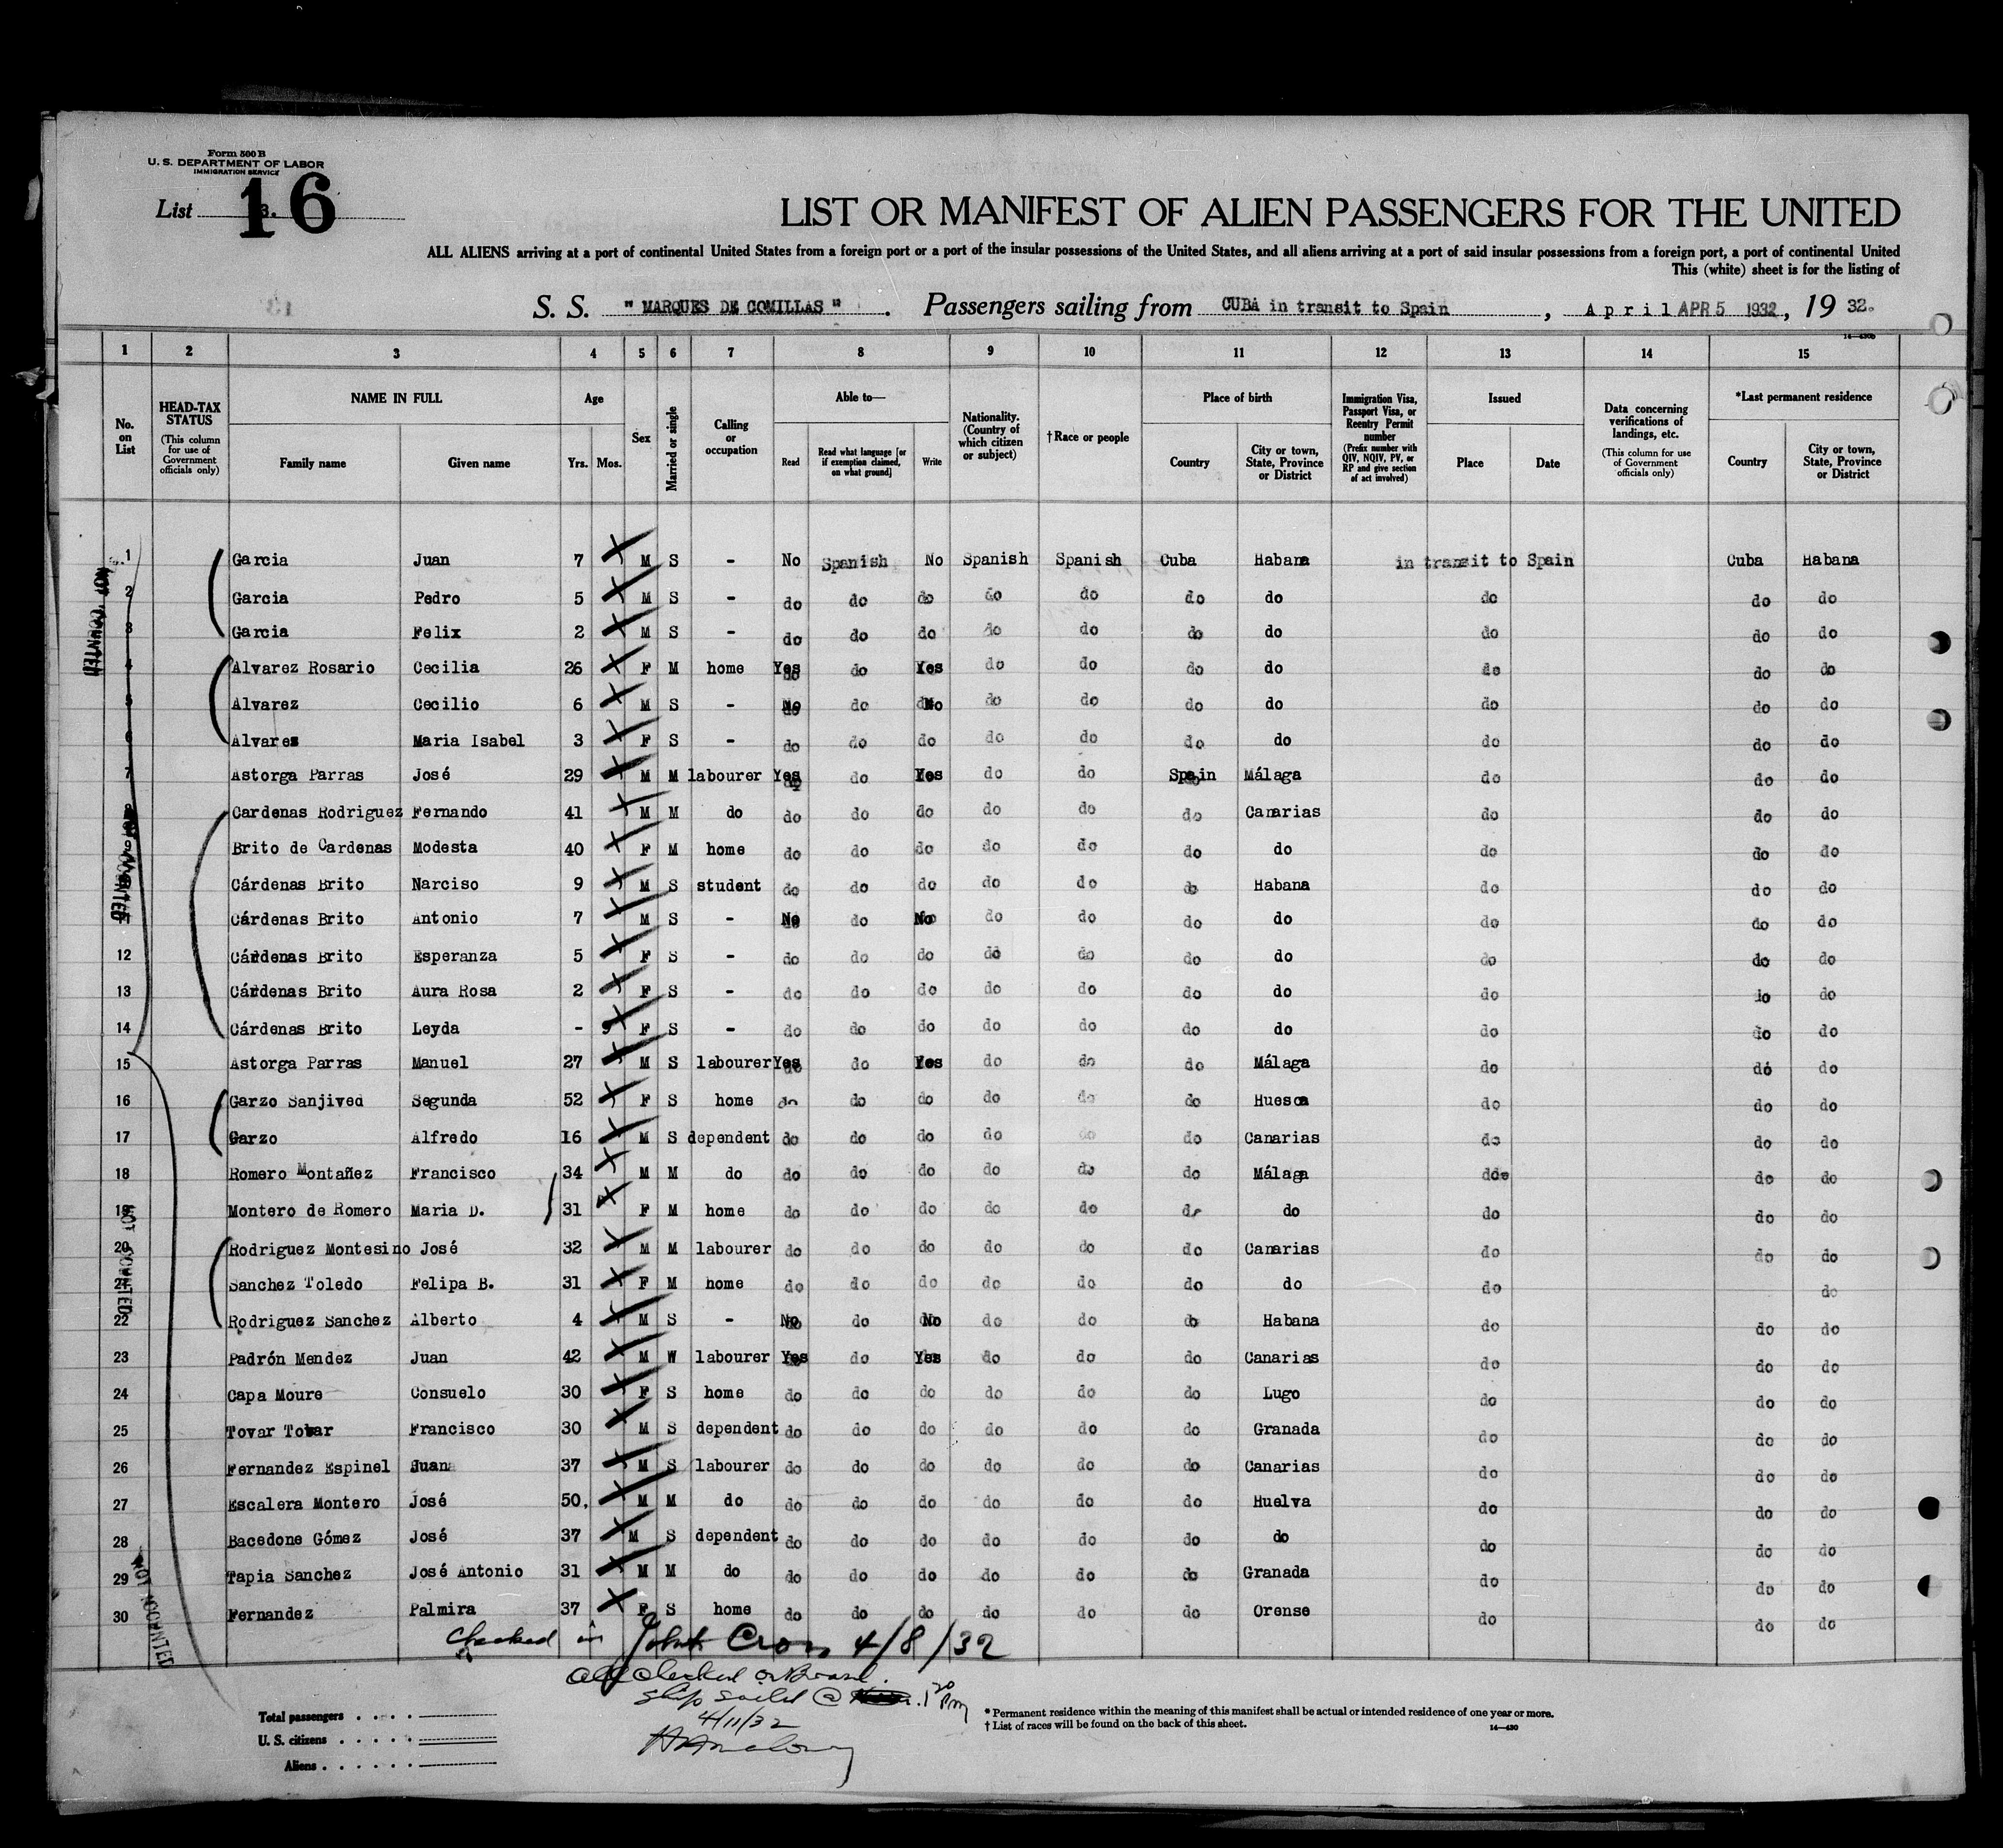 Form 500 B
U. S. DEPARTMENT OF LABOR
IMMIGRATION SERVICE
List 3. 16
LIST OR MANIFEST OF ALIEN PASSENGERS FOR THE UNITED
ALL ALIENS arriving at a port of continental United States from a foreign port or a port of the insular possessions of the United States, and all aliens arriving at a port of said insular possessions from a foreign port, a port of continental United
This (white) sheet is for the listing of
S. S. " MARQUES DE COMILLAS " . Passengers sailing from CUBA in transit to Spain , April APR 5 1932, 19 32.
14—430b
1 2 3 4 5 6 7 8 9 10 11 12 13 14 15
No. on List
HEAD-TAX STATUS (This column for use of Government officials only)
NAME IN FULL
Family name Given name
Age
Yrs. Mos.
Sex
Married or single
Calling or occupation
Able to—
Read
Read what language [or if exemption claimed, on what ground]
Write
Nationality. (Country of which citizen or subject)
†Race or people
Place of birth
Country
City or town, State, Province or District
Immigration Visa, Passport Visa, or Reentry Permit number (Prefix number with QIV, NQIV, PV, or RP and give section of act involved)
Issued
Place Date
Data concerning verifications of landings, etc. (This column for use of Government officials only)
*Last permanent residence
Country
City or town, State, Province or District
1 Garcia Juan 7 M S - No Spanish No Spanish Spanish Cuba Habana in transit to Spain Cuba Habana
2 Garcia Pedro 5 M S - do do do do do do do do do do
3 Garcia Felix 2 M S - do do do do do do do do do do
4 Alvarez Rosario Cecilia 26 F M home Yes do Yes do do do do do do do
5 Alvarez Cecilio 6 M S - No do No do do do do do do do
6 Alvares Maria Isabel 3 F S - do do do do do do do do do do
7 Astorga Parras José 29 M M labourer Yes do Yes do do Spain Málaga do do do
8 Cardenas Rodriguez Fernando 41 M M do do do do do do do Canarias do do do
Brito de Cardenas Modesta 40 F M home do do do do do do do do do do
Cárdenas Brito Narciso 9 M S student do do do do do do Habana do do do
Cárdenas Brito Antonio 7 M S - No do No do do do do do do do
12 Cárdenas Brito Esperanza 5 F S - do do do do do do do do do do
13 Cárdenas Brito Aura Rosa 2 F S - do do do do do do do do do do
14 Cárdenas Brito Leyda - 9 F S - do do do do do do do do do do
15 Astorga Parras Manuel 27 M S labourer Yes do Yes do do do Málaga do do do
16 Garzo Sanjived Segunda 52 F S home do do do do do do Huesca do do do
17 Garzo Alfredo 16 M S dependent do do do do do do Canarias do do do
18 Romero Montañez Francisco 34 M M do do do do do do do Málaga do do do
19 Montero de Romero Maria D. 31 F M home do do do do do do do do do do
20 Rodriguez Montesino José 32 M M labourer do do do do do do Canarias do do do
21 Sanchez Toledo Felipa B. 31 F M home do do do do do do do do do
22 Rodriguez Sanchez Alberto 4 M S - No do No do do do Habana do do do
23 Padrón Mendez Juan 42 M W labourer Yes do Yes do do do Canarias do do do
24 Capa Moure Consuelo 30 F S home do do do do do do Lugo do do do
25 Tovar Tovar Francisco 30 M S dependent do do do do do do Granada do do do
26 Fernandez Espinel Juan 37 M S labourer do do do do do do Canarias do do do
27 Escalera Montero José 50, M M do do do do do do do Huelva do do do
28 Bacedone Gómez José 37 M S dependent do do do do do do do do do do
29 Tapia Sanchez José Antonio 31 M M do do do do do do do Granada do do do
30 Fernandez Palmira 37 F S home do do do do do do Orense do do do
NOT COUNTED
NOT COUNTED
NOT COUNTED
NOT COUNTED
Checked in John Cron 4/8/32
All checked on Board.
Ship sailed @ 1 20 Pm
4/11/32
Total passengers
U. S. citizens
Aliens
* Permanent residence within the meaning of this manifest shall be actual or intended residence of one year or more.
† List of races will be found on the back of this sheet.
14—430